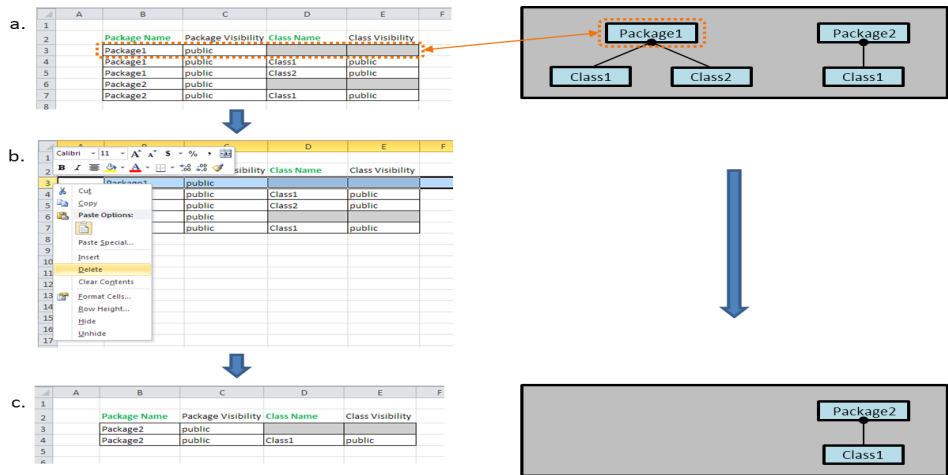 a.
A B C D E F
1
2 Package Name Package Visibility Class Name Class Visibility
3 Package1 public
4 Package1 public Class1 public
5 Package1 public Class2 public
6 Package2 public
7 Package2 public Class1 public
8
Package1 Package2
Class1 Class2 Class1
b.
Calibri 11 A A $ % ,
B I A
E F
1
2 sibility Class Name Class Visibility
3 Package1 public
4 public Class1 public
5 public Class2 public
6 public
7 public Class1 public
8
9
10
11
12
13
14
15
16
17
Cut
Copy
Paste Options:
Paste Special...
Insert
Delete
Clear Contents
Format Cells...
Row Height...
Hide
Unhide
c.
A B C D E F
1
2 Package Name Package Visibility Class Name Class Visibility
3 Package2 public
4 Package2 public Class1 public
5
6
Package2
Class1